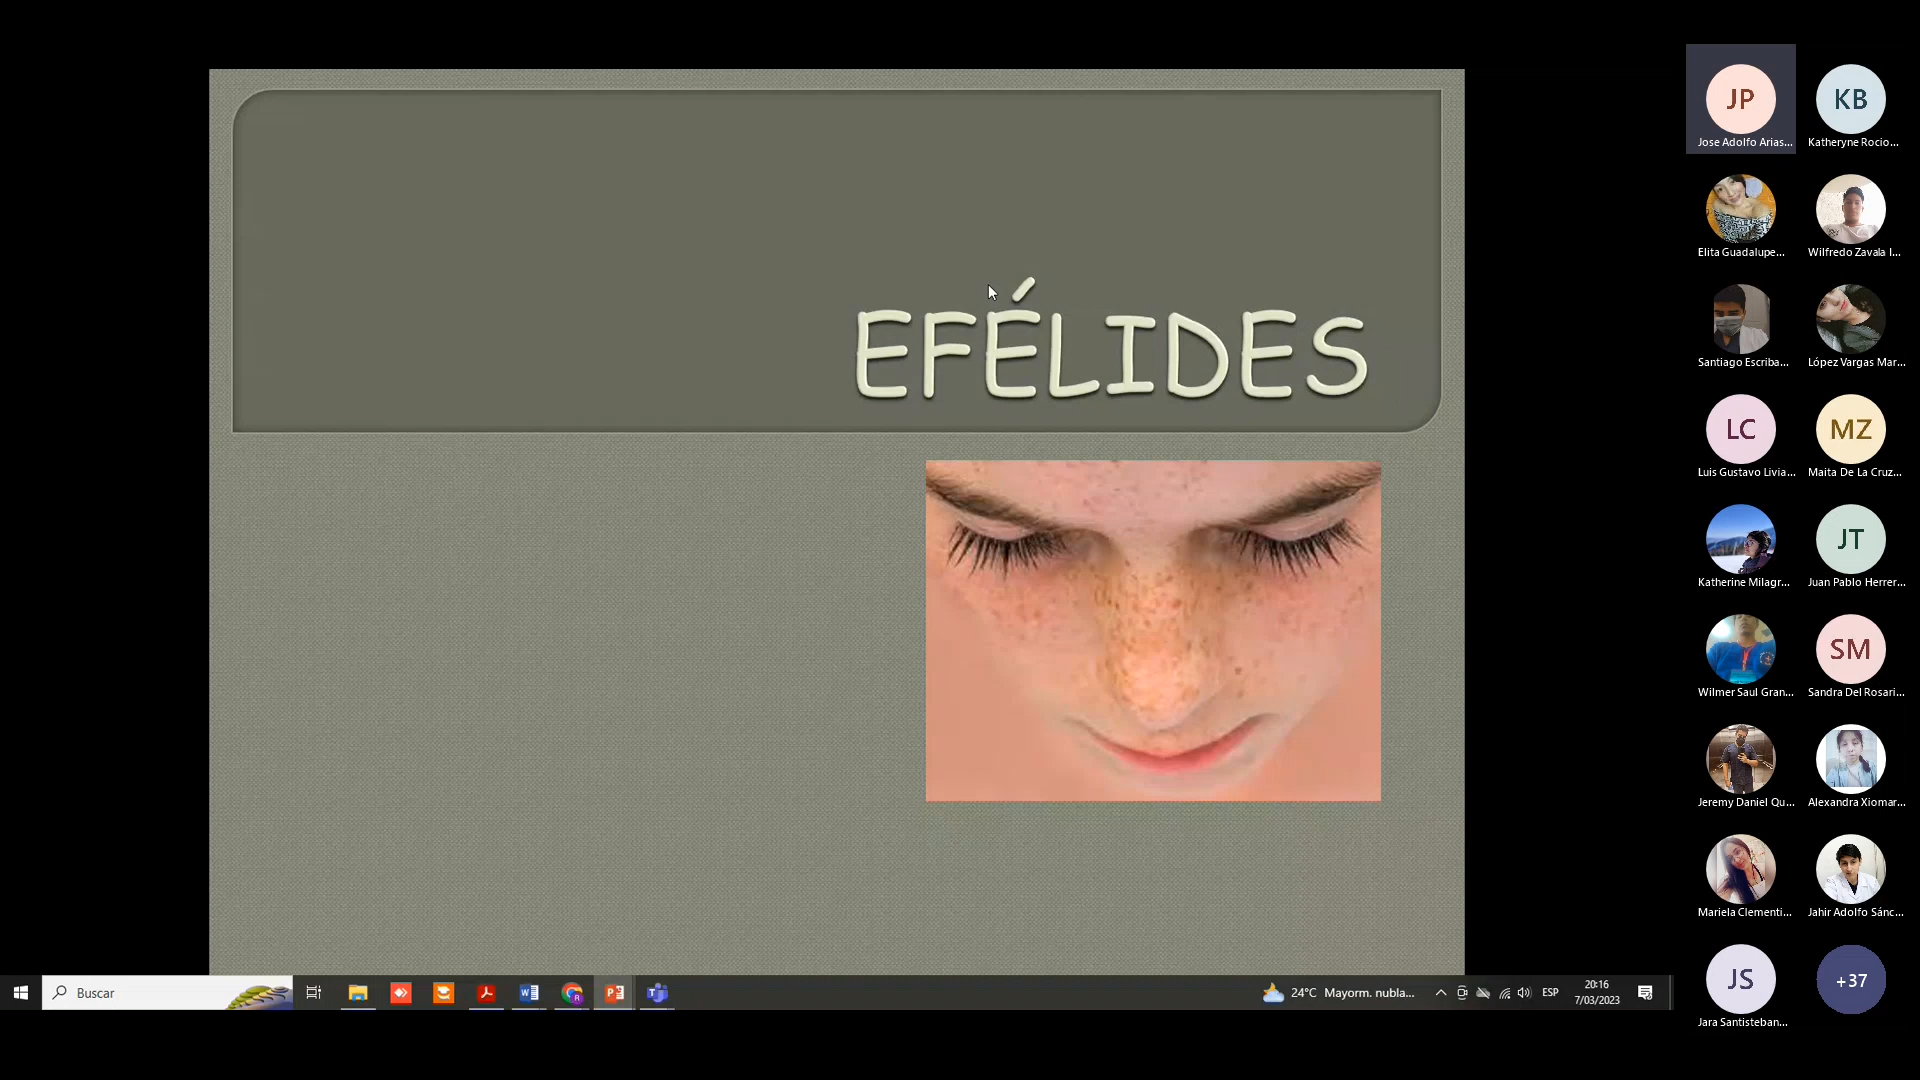 EFÉLIDES
JP
Jose Adolfo Arias...
KB
Katheryne Rocio...
Elita Guadalupe...
Wilfredo Zavala I...
Santiago Escriba...
López Vargas Mar...
LC
Luis Gustavo Livia...
MZ
Maita De La Cruz...
Katherine Milagr...
JT
Juan Pablo Herrer...
Wilmer Saul Gran...
SM
Sandra Del Rosari...
Jeremy Daniel Qu...
Alexandra Xiomar...
Mariela Clementi...
Jahir Adolfo Sánc...
JS
Jara Santisteban...
+37
Buscar
24°C Mayorm. nubla...
ESP
20:16
7/03/2023